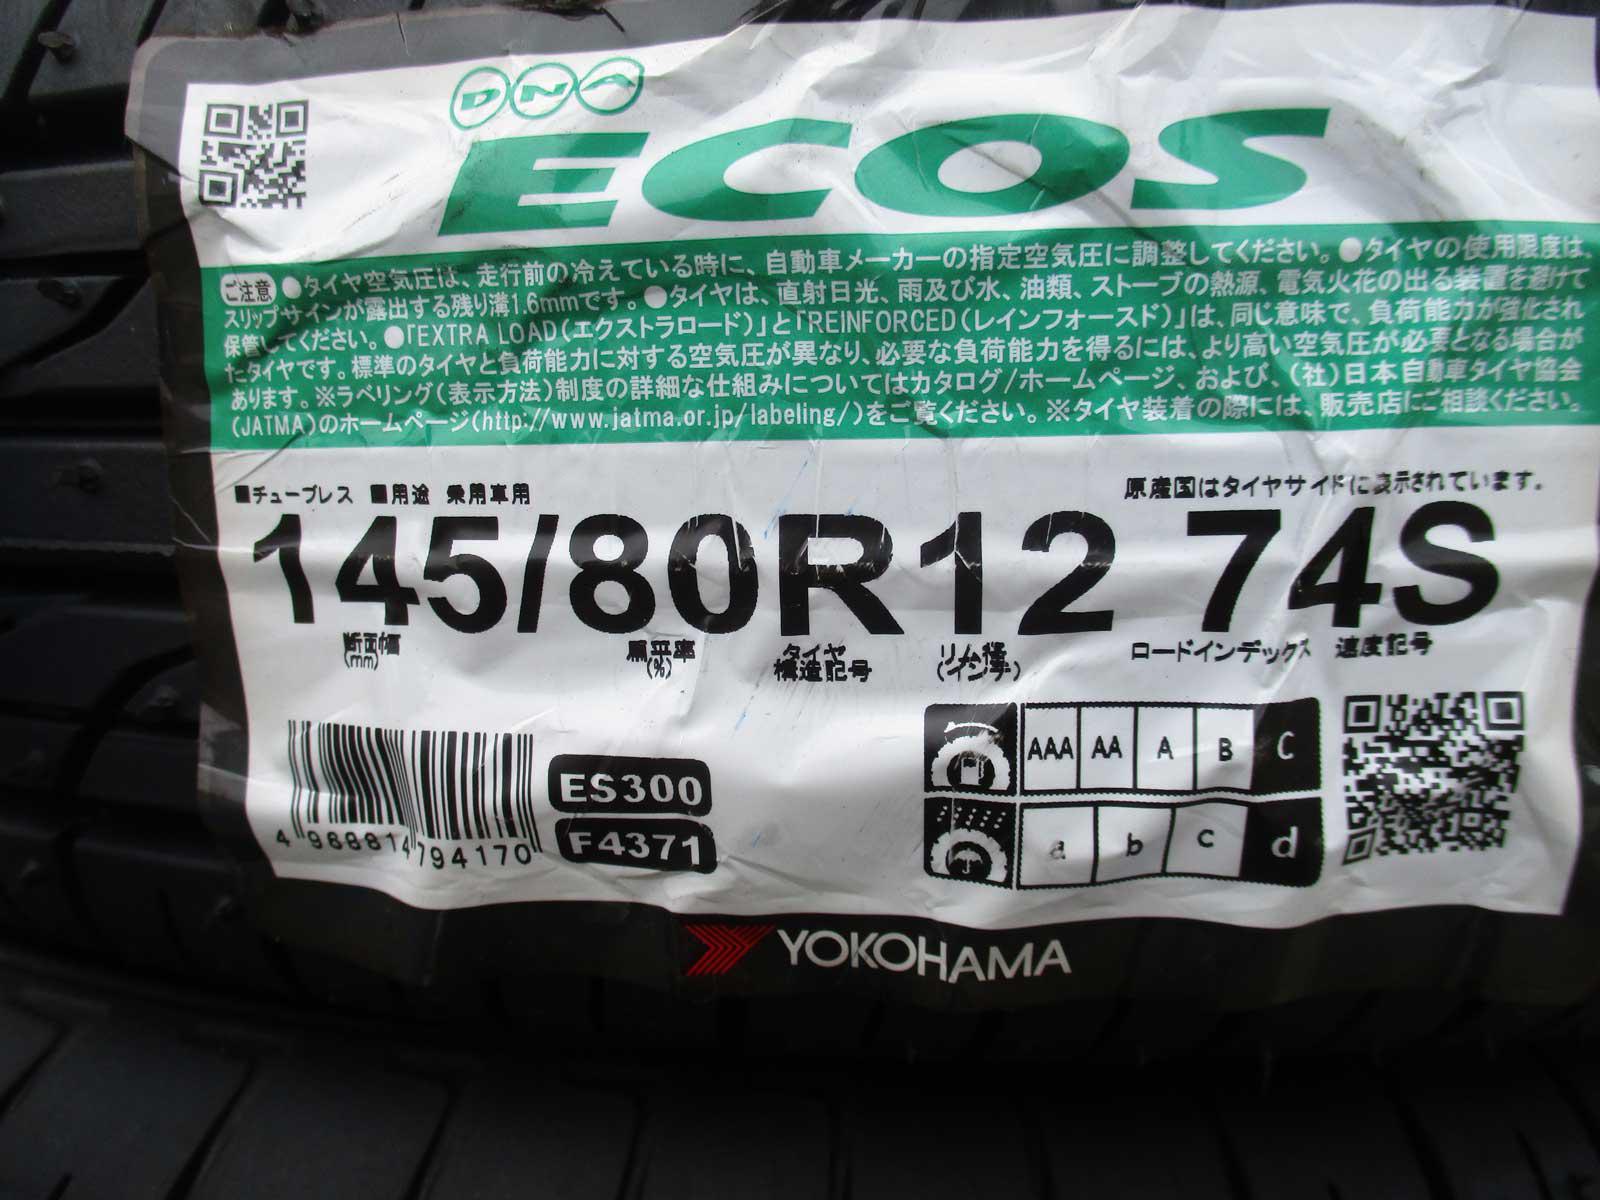 DNA
ECOS
ご注意 ●タイヤ空気圧は、走行前の冷えている時に、自動車メーカーの指定空気圧に調整してください。●タイヤの使用限度は、
スリップサインが露出する残り溝1.6mmです。●タイヤは、直射日光、雨及び水、油類、ストーブの熱源、電気火花の出る装置を避けて
保管してください。●「EXTRA LOAD(エクストラロード)」と「REINFORCED(レインフォースド)」は、同じ意味で、負荷能力が強化され
たタイヤです。標準のタイヤと負荷能力に対する空気圧が異なり、必要な負荷能力を得るには、より高い空気圧が必要となる場合が
あります。※ラベリング(表示方法)制度の詳細な仕組みについてはカタログ/ホームページ、および、(社)日本自動車タイヤ協会
(JATMA)のホームページ(http://www.jatma.or.jp/labeling/)をご覧ください。※タイヤ装着の際には、販売店にご相談ください。
■チューブレス ■用途 乗用車用 原産国はタイヤサイドに表示されています。
145/80R12 74S
断面幅 扁平率 タイヤ リム径 ロードインデックス 速度記号
(mm) (%) 構造記号 (インチ)
AAA AA A B C
ES300
F4371
a b c d
4 968814 794170
YOKOHAMA